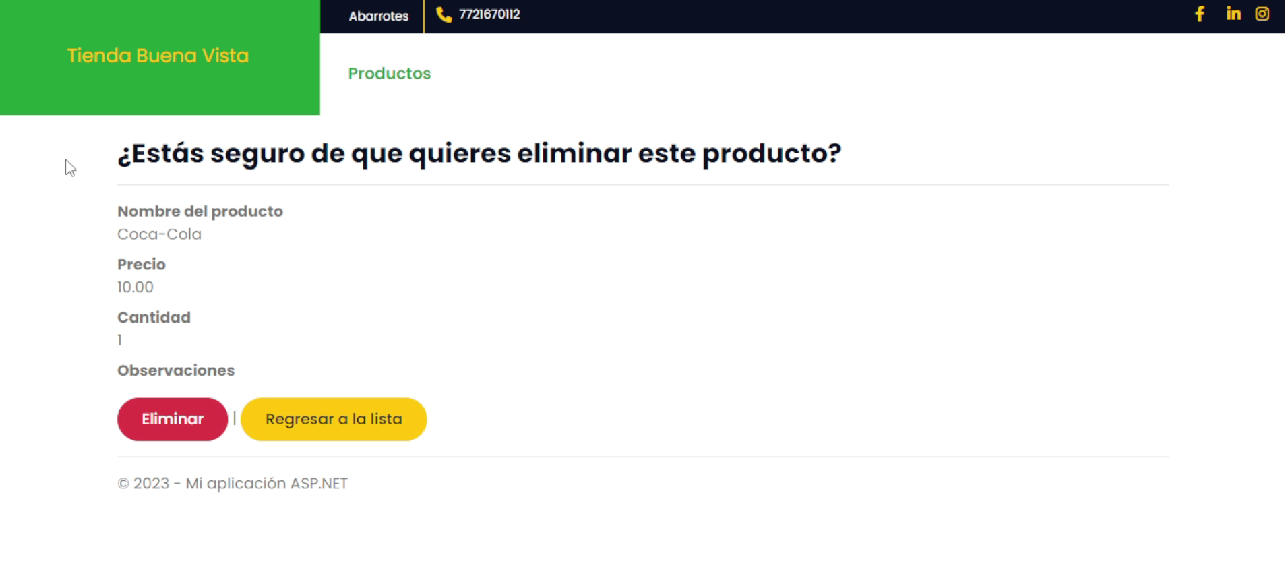 Abarrotes
7721670112
Tienda Buena Vista
Productos
¿Estás seguro de que quieres eliminar este producto?
Nombre del producto
Coca-Cola
Precio
10.00
Cantidad
1
Observaciones
Eliminar | Regresar a la lista
© 2023 - Mi aplicación ASP.NET